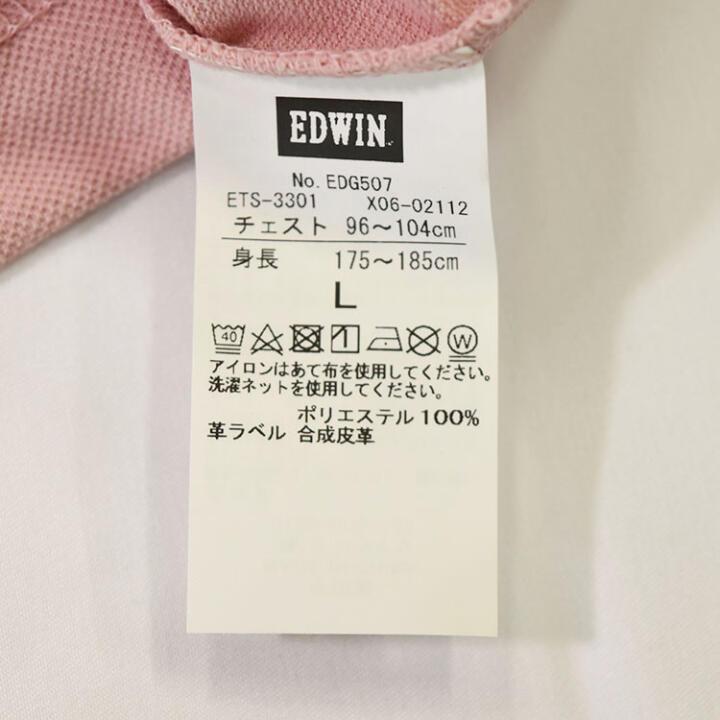 EDWIN
No. EDG507
ETS-3301 X06-02112
チェスト 96～104cm
身長 175～185cm
L
40 W
アイロンはあて布を使用してください。
洗濯ネットを使用してください。
ポリエステル 100%
革ラベル 合成皮革